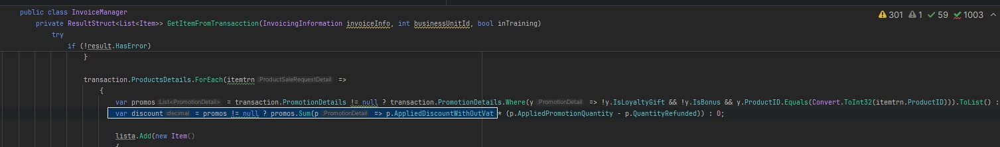 public class InvoiceManager
301 1 59 1003
private ResultStruct<List<Item>> GetItemFromTransacction(InvoicingInformation invoiceInfo, int businessUnitId, bool inTraining)
try
if (!result.HasError)
}
transaction.ProductsDetails.ForEach(itemtrn :ProductSaleRequestDetail =>
{
var promos :List<PromotionDetail> = transaction.PromotionDetails != null ? transaction.PromotionDetails.Where(y :PromotionDetail => !y.IsLoyaltyGift && !y.IsBonus && y.ProductID.Equals(Convert.ToInt32(itemtrn.ProductID))).ToList() :
var discount :decimal = promos != null ? promos.Sum(p :PromotionDetail => p.AppliedDiscountWithOutVat * (p.AppliedPromotionQuantity - p.QuantityRefunded)) : 0;
lista.Add(new Item()
{